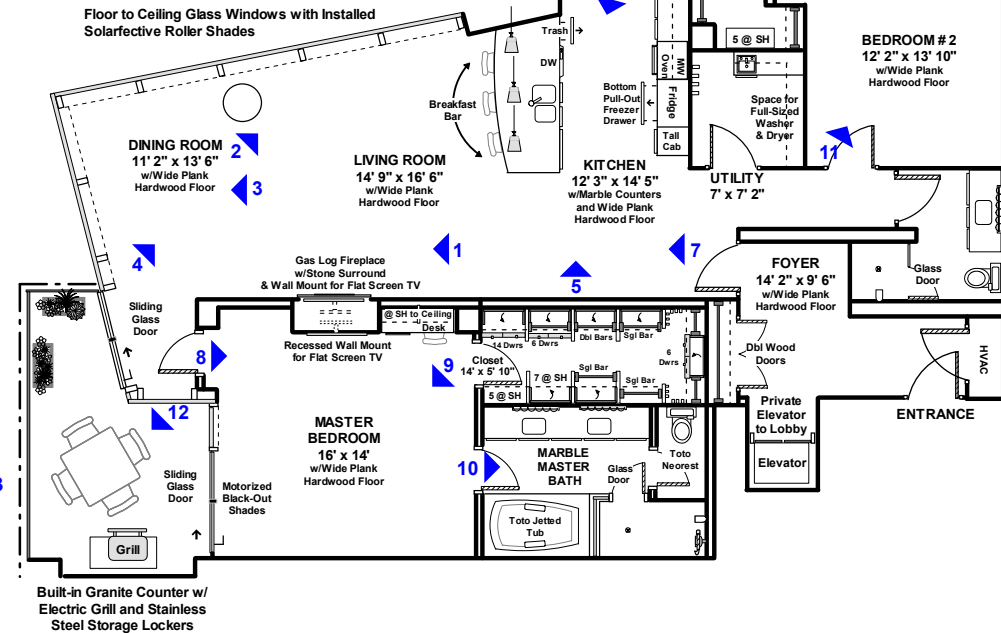 Floor to Ceiling Glass Windows with Installed
Solarfective Roller Shades
Trash
DW
MW
Oven
Fridge
Tall
Cab
Bottom
Pull-Out
Freezer
Drawer
Breakfast
Bar
5 @ SH
Space for
Full-Sized
Washer
& Dryer
BEDROOM # 2
12' 2" x 13' 10"
w/Wide Plank
Hardwood Floor
11
DINING ROOM
11' 2" x 13' 6"
w/Wide Plank
Hardwood Floor
2
3
LIVING ROOM
14' 9" x 16' 6"
w/Wide Plank
Hardwood Floor
KITCHEN
12' 3" x 14' 5"
w/Marble Counters
and Wide Plank
Hardwood Floor
UTILITY
7' x 7' 2"
4
1
5
7
Gas Log Fireplace
w/Stone Surround
& Wall Mount for Flat Screen TV
FOYER
14' 2" x 9' 6"
w/Wide Plank
Hardwood Floor
Glass
Door
Sliding
Glass
Door
@ SH to Ceiling
Desk
Recessed Wall Mount
for Flat Screen TV
8
9
14 Dwrs
6 Dwrs
Dbl Bars
Sgl Bar
6
Dwrs
Closet
14' x 5' 10"
7 @ SH
Sgl Bar
Sgl Bar
5 @ SH
Dbl Wood
Doors
HVAC
ENTRANCE
Private
Elevator
to Lobby
Elevator
12
MASTER
BEDROOM
16' x 14'
w/Wide Plank
Hardwood Floor
10
MARBLE
MASTER
BATH
Glass
Door
Toto
Neorest
Toto Jetted
Tub
Sliding
Glass
Door
Motorized
Black-Out
Shades
Grill
Built-in Granite Counter w/
Electric Grill and Stainless
Steel Storage Lockers